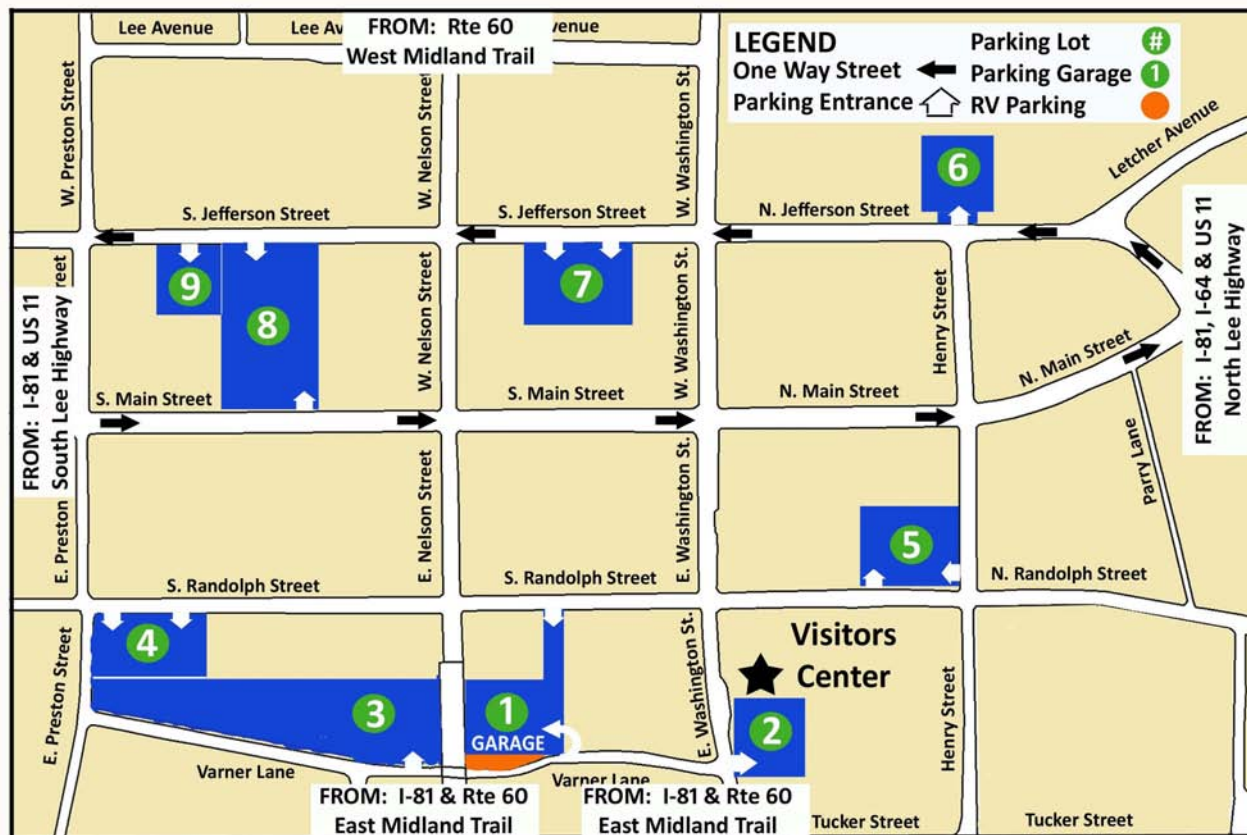 Lee Avenue
Lee Av
enue
FROM: Rte 60
West Midland Trail
LEGEND
One Way Street
Parking Entrance
Parking Lot #
Parking Garage 1
RV Parking
W. Preston Street
W. Nelson Street
W. Washington St.
Letcher Avenue
6
S. Jefferson Street
S. Jefferson Street
N. Jefferson Street
FROM: I-81 & US 11
South Lee Highway
reet
9
8
7
W. Nelson Street
W. Washington St.
Henry Street
FROM: I-81, I-64 & US 11
North Lee Highway
S. Main Street
S. Main Street
N. Main Street
N. Main Street
Parry Lane
E. Preston
E. Nelson Street
E. Washington St.
5
S. Randolph Street
S. Randolph Street
N. Randolph Street
E. Preston Street
4
3
1
GARAGE
E. Washington St.
Visitors
Center
2
Henry Street
Varner Lane
Varner Lane
FROM: I-81 & Rte 60
East Midland Trail
FROM: I-81 & Rte 60
East Midland Trail
Tucker Street
Tucker Street